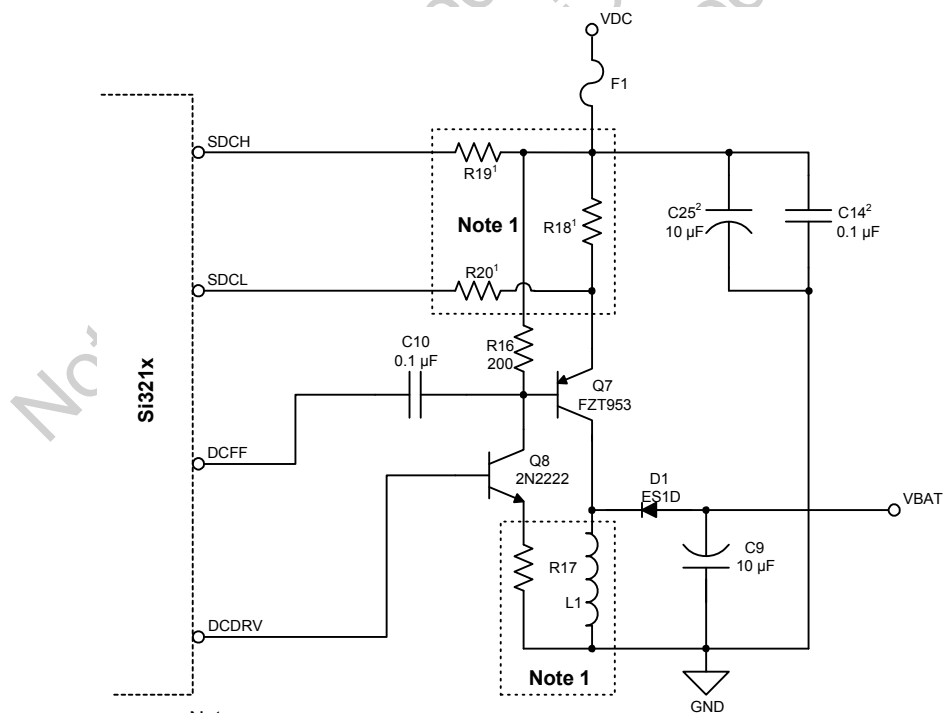 VDC
F1
SDCH
R19¹
Note 1
R18¹
C25²
10 µF
C14²
0.1 µF
SDCL
R20¹
Si321x
C10
0.1 µF
R16
200
Q7
FZT953
DCFF
Q8
2N2222
D1
ES1D
VBAT
C9
10 µF
R17
L1
DCDRV
Note 1
GND